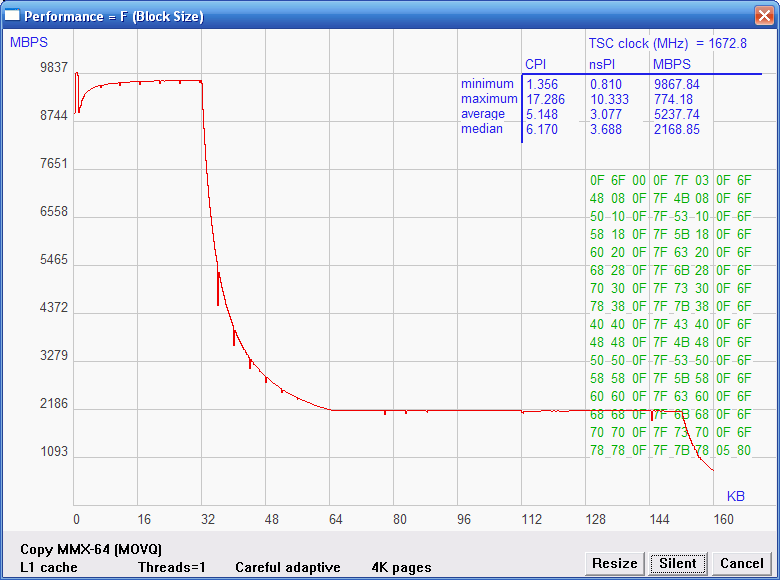 Performance = F (Block Size)
MBPS
TSC clock (MHz) = 1672.8
CPI nsPI MBPS
minimum 1.356 0.810 9867.84
maximum 17.286 10.333 774.18
average 5.148 3.077 5237.74
median 6.170 3.688 2168.85
9837
8744
7651
6558
5465
4372
3279
2186
1093
0F 6F 00 0F 7F 03 0F 6F
48 08 0F 7F 4B 08 0F 6F
50 10 0F 7F 53 10 0F 6F
58 18 0F 7F 5B 18 0F 6F
60 20 0F 7F 63 20 0F 6F
68 28 0F 7F 6B 28 0F 6F
70 30 0F 7F 73 30 0F 6F
78 38 0F 7F 7B 38 0F 6F
40 40 0F 7F 43 40 0F 6F
48 48 0F 7F 4B 48 0F 6F
50 50 0F 7F 53 50 0F 6F
58 58 0F 7F 5B 58 0F 6F
60 60 0F 7F 63 60 0F 6F
68 68 0F 7F 6B 68 0F 6F
70 70 0F 7F 73 70 0F 6F
78 78 0F 7F 7B 78 05 80
KB
0 16 32 48 64 80 96 112 128 144 160
Copy MMX-64 (MOVQ)
L1 cache Threads=1 Careful adaptive 4K pages
Resize Silent Cancel